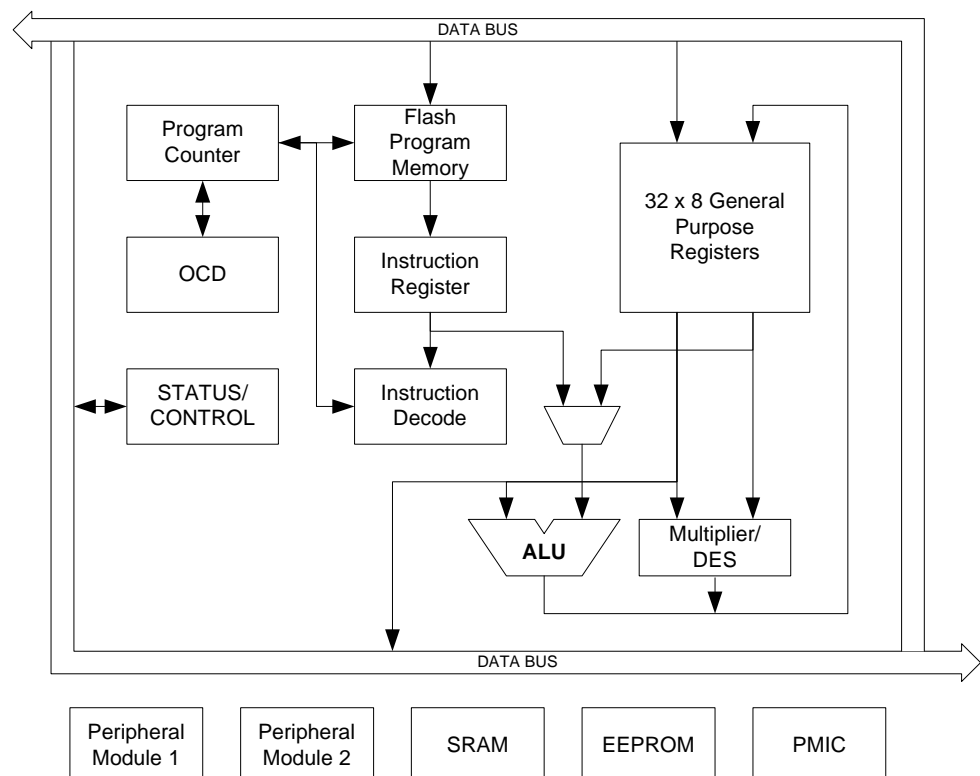 DATA BUS
Program
Counter
Flash
Program
Memory
32 x 8 General
Purpose
Registers
OCD
Instruction
Register
STATUS/
CONTROL
Instruction
Decode
ALU
Multiplier/
DES
DATA BUS
Peripheral
Module 1
Peripheral
Module 2
SRAM
EEPROM
PMIC